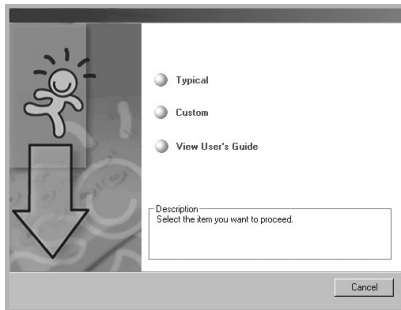 Typical
Custom
View User's Guide
Description
Select the item you want to proceed.
Cancel